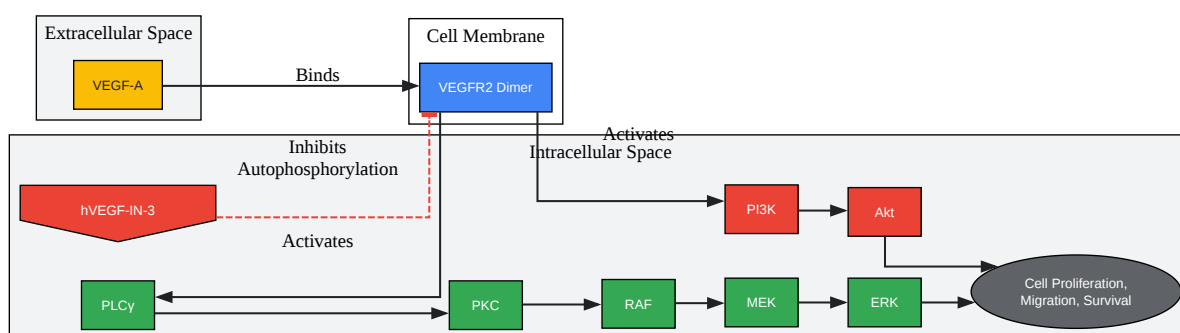 Extracellular Space
Cell Membrane
VEGF-A
Binds
VEGFR2 Dimer
Activates
Intracellular Space
Inhibits
Autophosphorylation
hVEGF-IN-3
Activates
PI3K
Akt
PLCγ
PKC
RAF
MEK
ERK
Cell Proliferation,
Migration, Survival